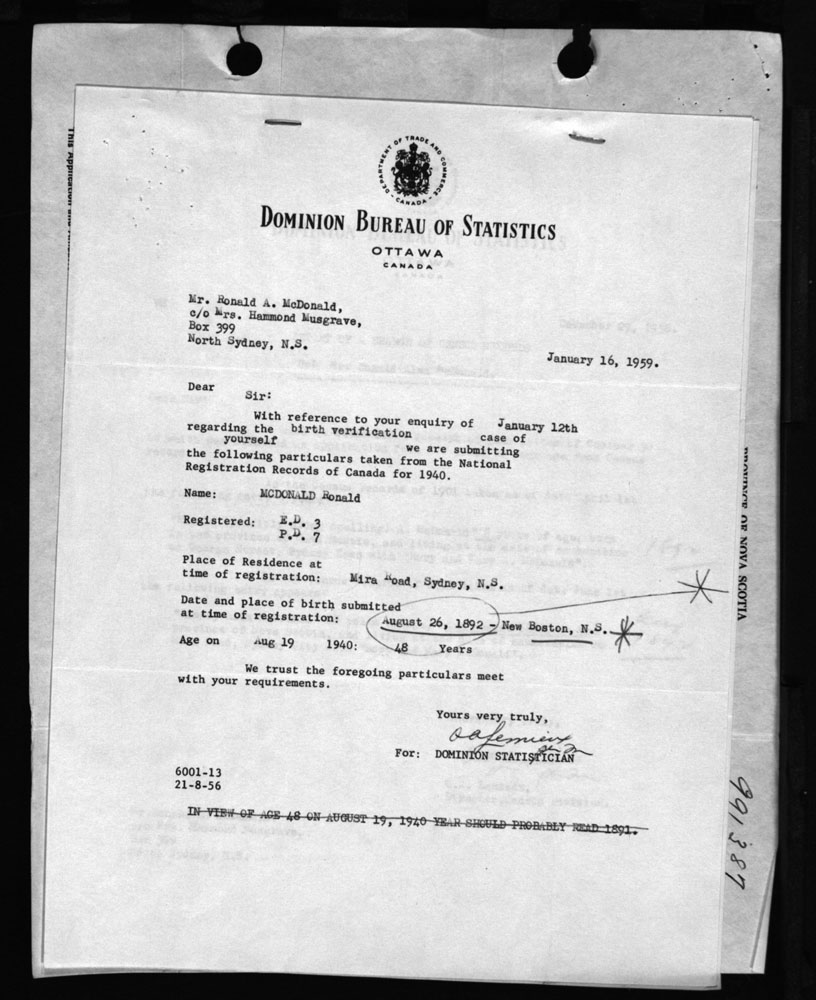 DEPARTMENT OF TRADE AND COMMERCE
CANADA
DOMINION BUREAU OF STATISTICS
OTTAWA
CANADA
Mr. Ronald A. McDonald,
c/o Mrs. Hammond Musgrave,
Box 399
North Sydney, N.S.
January 16, 1959.
Dear Sir:
With reference to your enquiry of January 12th
regarding the birth verification case of
yourself we are submitting
the following particulars taken from the National
Registration Records of Canada for 1940.
Name: MCDONALD Ronald
Registered: E.D. 3
P.D. 7
Place of Residence at
time of registration: Mira Road, Sydney, N.S.
Date and place of birth submitted
at time of registration: August 26, 1892 - New Boston, N.S.
Age on Aug 19 1940: 48 Years
We trust the foregoing particulars meet
with your requirements.
Yours very truly,
For: DOMINION STATISTICIAN
6001-13
21-8-56
IN VIEW OF AGE 48 ON AUGUST 19, 1940 YEAR SHOULD PROBABLY READ 1891.
991387
This Application
PROVINCE OF NOVA SCOTIA